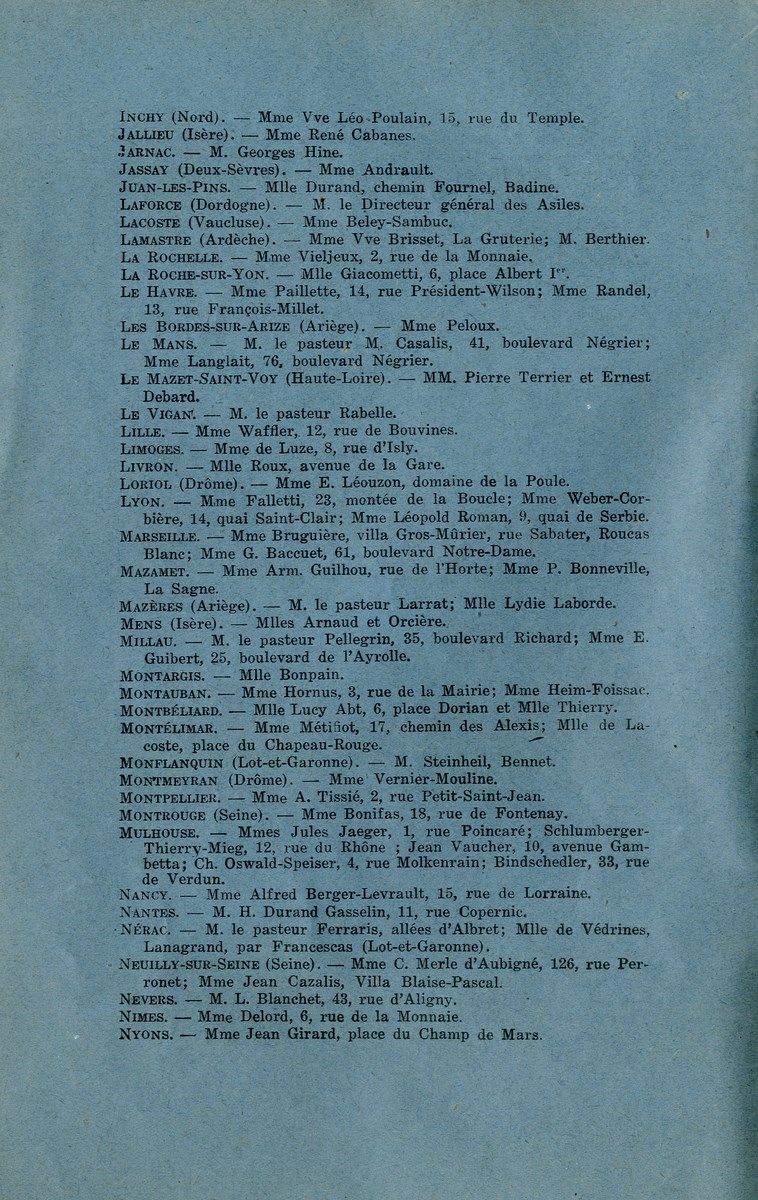 INCHY (Nord). — Mme Vve Léo Poulain, 15, rue du Temple.
JALLIEU (Isère). — Mme René Cabanes.
JARNAC. — M. Georges Hine.
JASSAY (Deux-Sèvres). — Mme Andrault.
JUAN-LES-PINS. — Mlle Durand, chemin Fournel, Badine.
LAFORCE (Dordogne). — M. le Directeur général des Asiles.
LACOSTE (Vaucluse). — Mme Beley-Sambuc.
LAMASTRE (Ardèche). — Mme Vve Brisset, La Gruterie; M. Berthier.
LA ROCHELLE. — Mme Vieljeux, 2, rue de la Monnaie.
LA ROCHE-SUR-YON. — Mlle Giacometti, 6, place Albert Ier.
LE HAVRE. — Mme Paillette, 14, rue Président-Wilson; Mme Randel,
13, rue François-Millet.
LES BORDES-SUR-ARIZE (Ariège). — Mme Peloux.
LE MANS. — M. le pasteur M. Casalis, 41, boulevard Négrier;
Mme Langlait, 76, boulevard Négrier.
LE MAZET-SAINT-VOY (Haute-Loire). — MM. Pierre Terrier et Ernest
Debard.
LE VIGAN. — M. le pasteur Rabelle.
LILLE. — Mme Waffler, 12, rue de Bouvines.
LIMOGES. — Mme de Luze, 8, rue d'Isly.
LIVRON. — Mlle Roux, avenue de la Gare.
LORIOL (Drôme). — Mme E. Léouzon, domaine de la Poule.
LYON. — Mme Falletti, 23, montée de la Boucle; Mme Weber-Cor-
bière, 14, quai Saint-Clair; Mme Léopold Roman, 9, quai de Serbie.
MARSEILLE. — Mme Bruguière, villa Gros-Mûrier, rue Sabater, Roucas
Blanc; Mme G. Baccuet, 61, boulevard Notre-Dame.
MAZAMET. — Mme Arm. Guilhou, rue de l'Horte; Mme P. Bonneville,
La Sagne.
MAZÈRES (Ariège). — M. le pasteur Larrat; Mlle Lydie Laborde.
MENS (Isère). — Mlles Arnaud et Orcière.
MILLAU. — M. le pasteur Pellegrin, 35, boulevard Richard; Mme E.
Guibert, 25, boulevard de l'Ayrolle.
MONTARGIS. — Mlle Bonpain.
MONTAUBAN. — Mme Hornus, 3, rue de la Mairie; Mme Heim-Foissac.
MONTBÉLIARD. — Mlle Lucy Abt, 6, place Dorian et Mlle Thierry.
MONTÉLIMAR. — Mme Métifiot, 17, chemin des Alexis; Mlle de La-
coste, place du Chapeau-Rouge.
MONFLANQUIN (Lot-et-Garonne). — M. Steinheil, Bennet.
MONTMEYRAN (Drôme). — Mme Vernier-Mouline.
MONTPELLIER. — Mme A. Tissié, 2, rue Petit-Saint-Jean.
MONTROUGE (Seine). — Mme Bonifas, 18, rue de Fontenay.
MULHOUSE. — Mmes Jules Jaeger, 1, rue Poincaré; Schlumberger-
Thierry-Mieg, 12, rue du Rhône ; Jean Vaucher, 10, avenue Gam-
betta; Ch. Oswald-Speiser, 4, rue Molkenrain; Bindschedler, 33, rue
de Verdun.
NANCY. — Mme Alfred Berger-Levrault, 15, rue de Lorraine.
NANTES. — M. H. Durand Gasselin, 11, rue Copernic.
NÉRAC. — M. le pasteur Ferraris, allées d'Albret; Mlle de Védrines,
Lanagrand, par Francescas (Lot-et-Garonne).
NEUILLY-SUR-SEINE (Seine). — Mme C. Merle d'Aubigné, 126, rue Per-
ronet; Mme Jean Cazalis, Villa Blaise-Pascal.
NEVERS. — M. L. Blanchet, 43, rue d'Aligny.
NIMES. — Mme Delord, 6, rue de la Monnaie.
NYONS. — Mme Jean Girard, place du Champ de Mars.